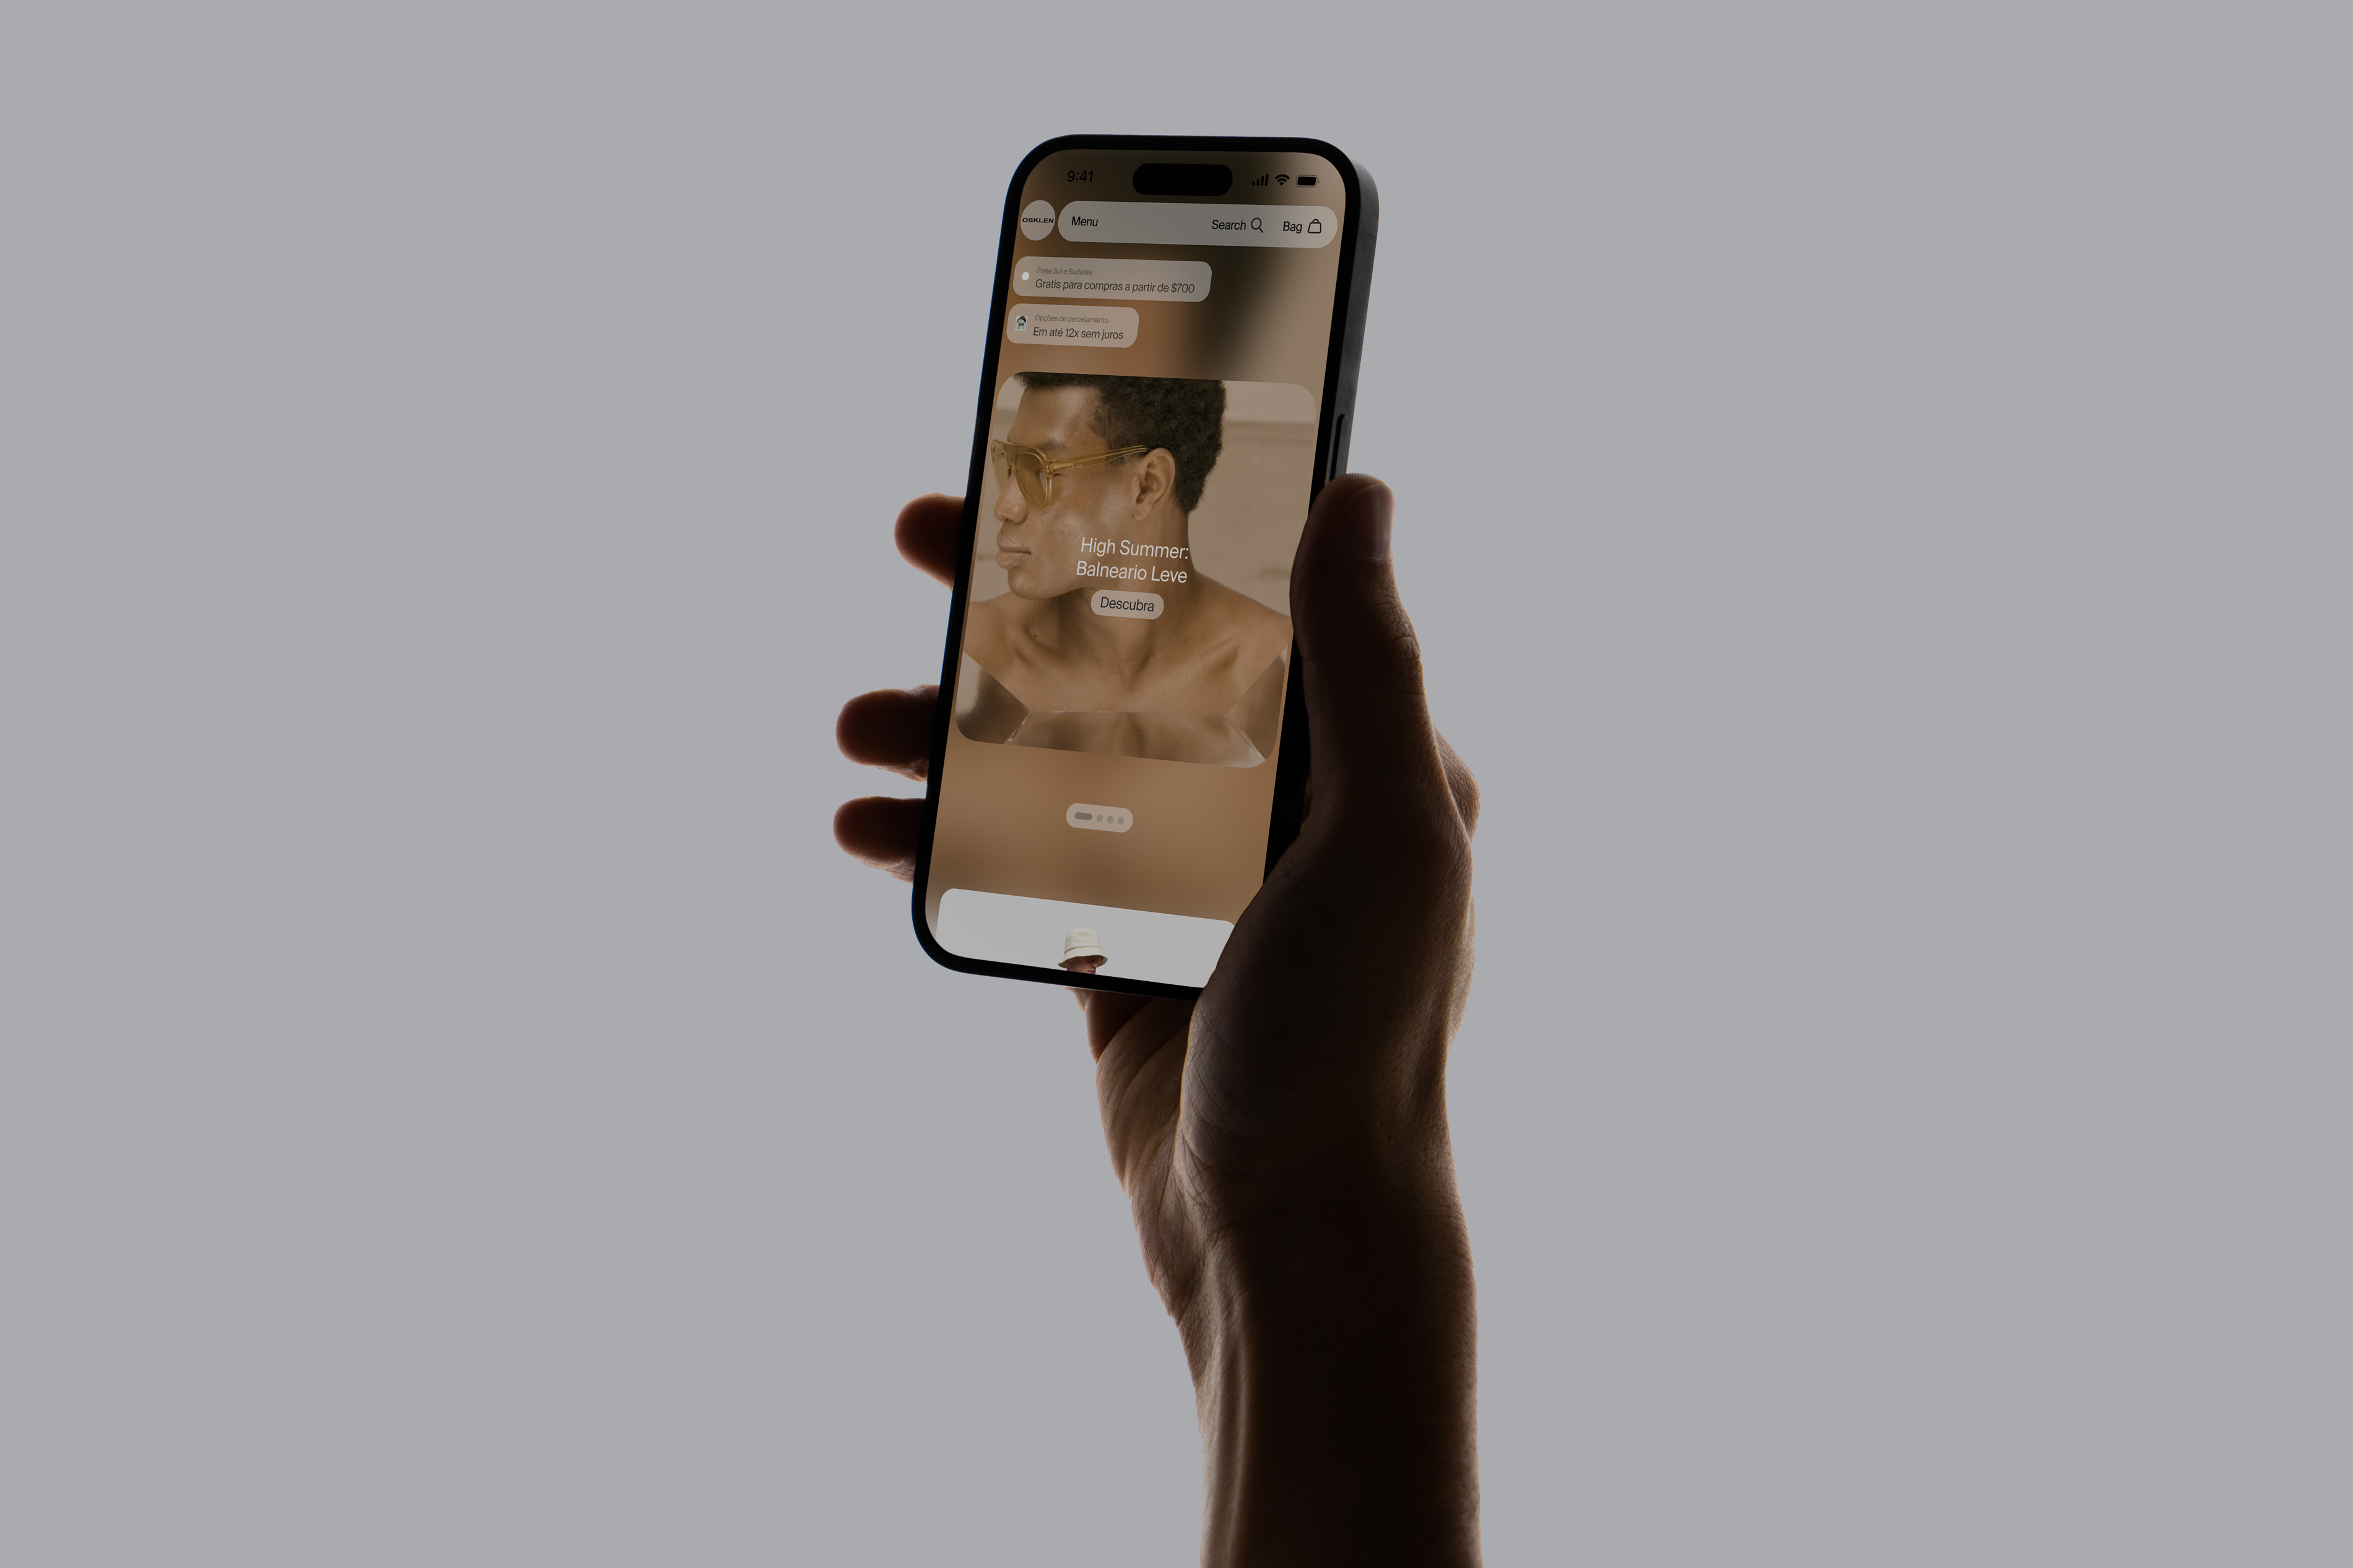 9:41
OSKLEN
Menu
Search
Bag
Frete Sul e Sudeste
Gratis para compras a partir de $700
Opções de parcelamento
Em até 12x sem juros
High Summer:
Balneario Leve
Descubra